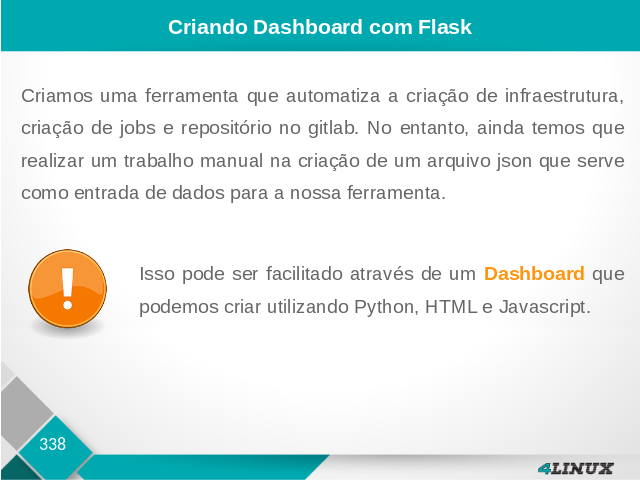 Criando Dashboard com Flask
Criamos uma ferramenta que automatiza a criação de infraestrutura,
criação de jobs e repositório no gitlab. No entanto, ainda temos que
realizar um trabalho manual na criação de um arquivo json que serve
como entrada de dados para a nossa ferramenta.
Isso pode ser facilitado através de um Dashboard que
podemos criar utilizando Python, HTML e Javascript.
338
4LINUX